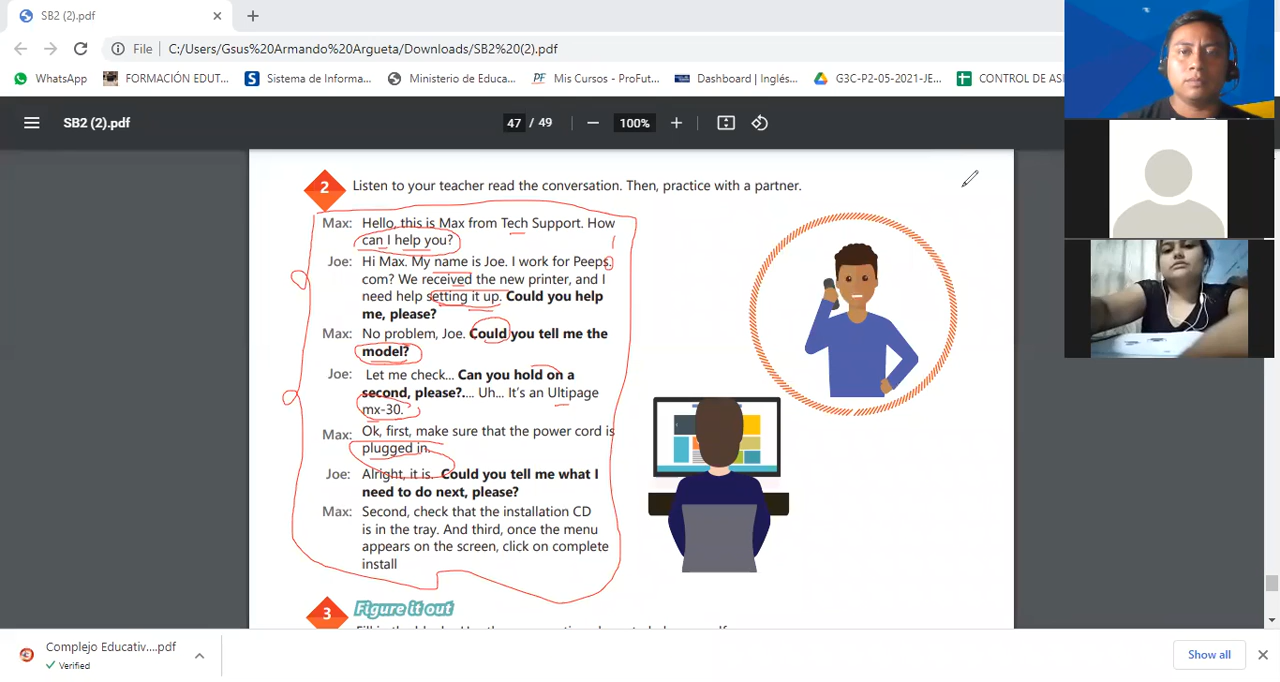 SB2 (2).pdf
File
C:/Users/Gsus%20Armando%20Argueta/Downloads/SB2%20(2).pdf
WhatsApp
FORMACIÓN EDUT...
Sistema de Informa...
Ministerio de Educa...
Mis Cursos - ProFut...
Dashboard | Inglés...
G3C-P2-05-2021-JE...
CONTROL DE ASI
SB2 (2).pdf
47 / 49
100%
2 Listen to your teacher read the conversation. Then, practice with a partner.
Max: Hello, this is Max from Tech Support. How
can I help you?
Joe: Hi Max. My name is Joe. I work for Peeps.
com? We received the new printer, and I
need help setting it up. Could you help
me, please?
Max: No problem, Joe. Could you tell me the
model?
Joe: Let me check... Can you hold on a
second, please?.... Uh... It's an Ultipage
mx-30.
Max: Ok, first, make sure that the power cord is
plugged in.
Joe: Alright, it is. Could you tell me what I
need to do next, please?
Max: Second, check that the installation CD
is in the tray. And third, once the menu
appears on the screen, click on complete
install
3 Figure it out
Complejo Educativ....pdf
Verified
Show all